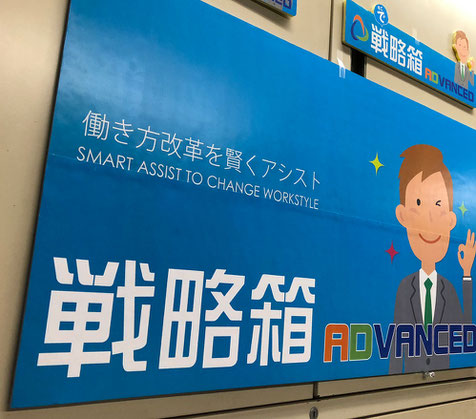 で
戦略箱 ADVANCED
働き方改革を賢くアシスト
SMART ASSIST TO CHANGE WORKSTYLE
戦略箱 ADVANCED